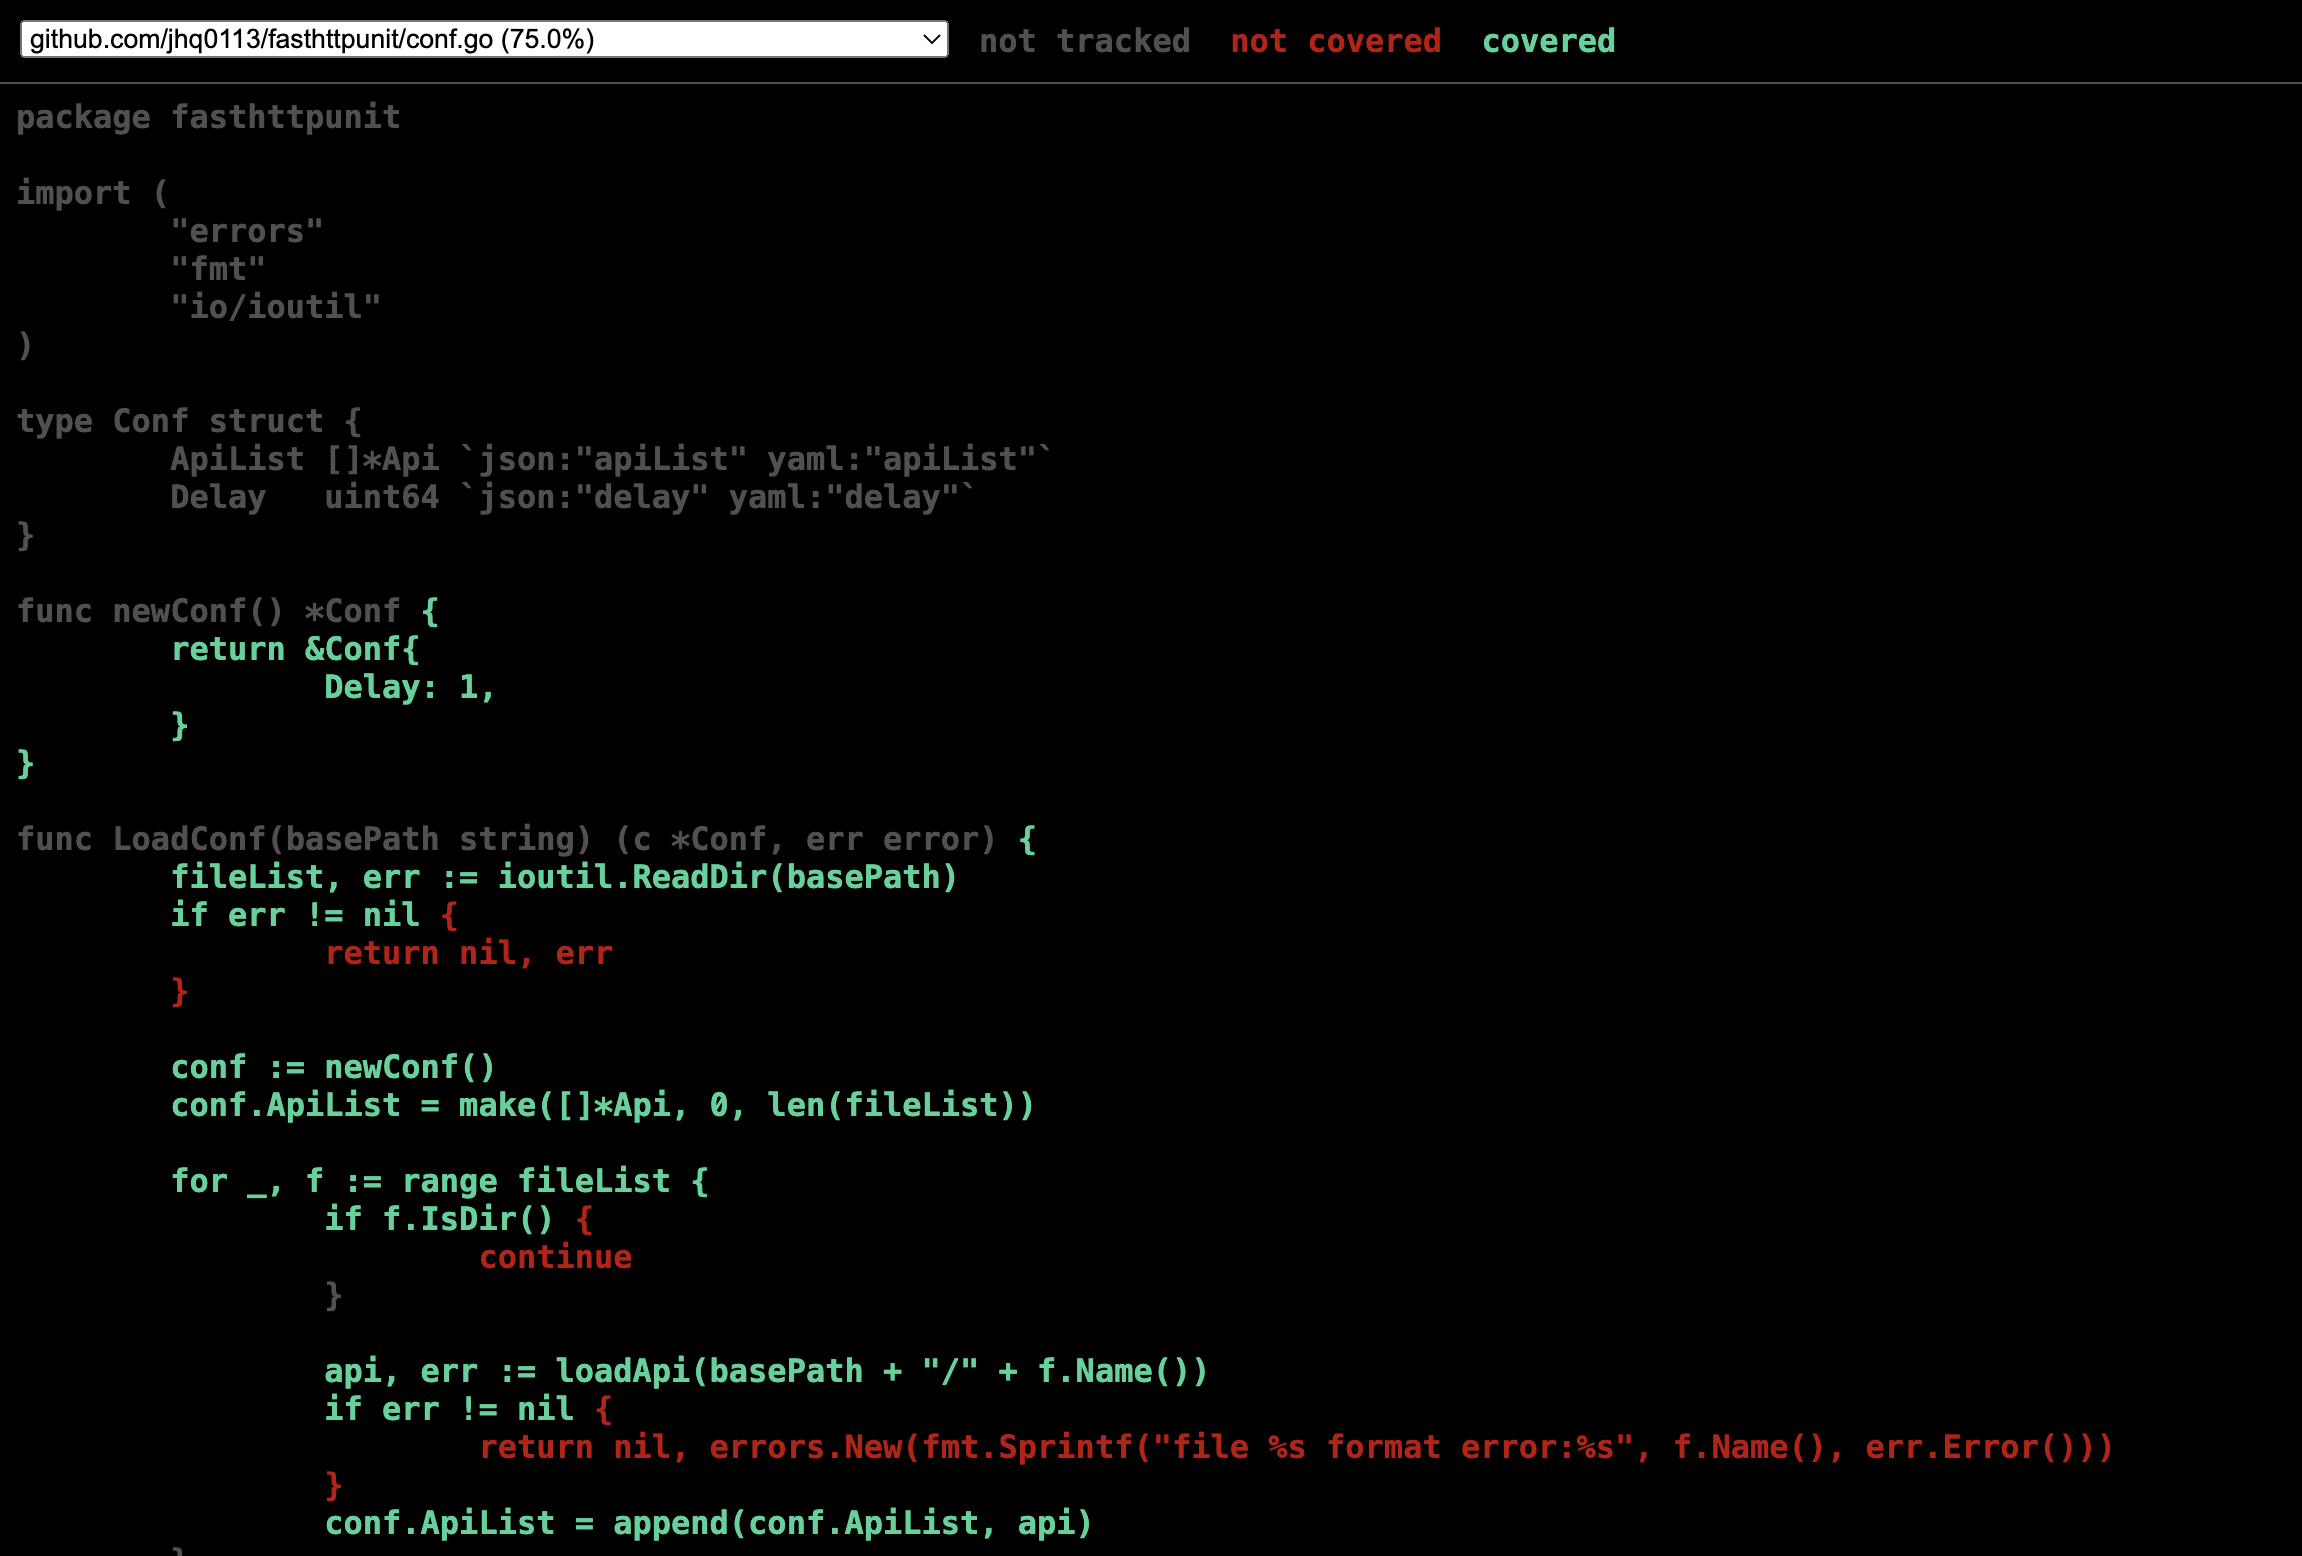 github.com/jhq0113/fasthttpunit/conf.go (75.0%) not tracked not covered covered
package fasthttpunit
import (
"errors"
"fmt"
"io/ioutil"
)
type Conf struct {
ApiList []*Api `json:"apiList" yaml:"apiList"`
Delay   uint64 `json:"delay" yaml:"delay"`
}
func newConf() *Conf {
return &Conf{
Delay: 1,
}
}
func LoadConf(basePath string) (c *Conf, err error) {
fileList, err := ioutil.ReadDir(basePath)
if err != nil {
return nil, err
}
conf := newConf()
conf.ApiList = make([]*Api, 0, len(fileList))
for _, f := range fileList {
if f.IsDir() {
continue
}
api, err := loadApi(basePath + "/" + f.Name())
if err != nil {
return nil, errors.New(fmt.Sprintf("file %s format error:%s", f.Name(), err.Error()))
}
conf.ApiList = append(conf.ApiList, api)
}